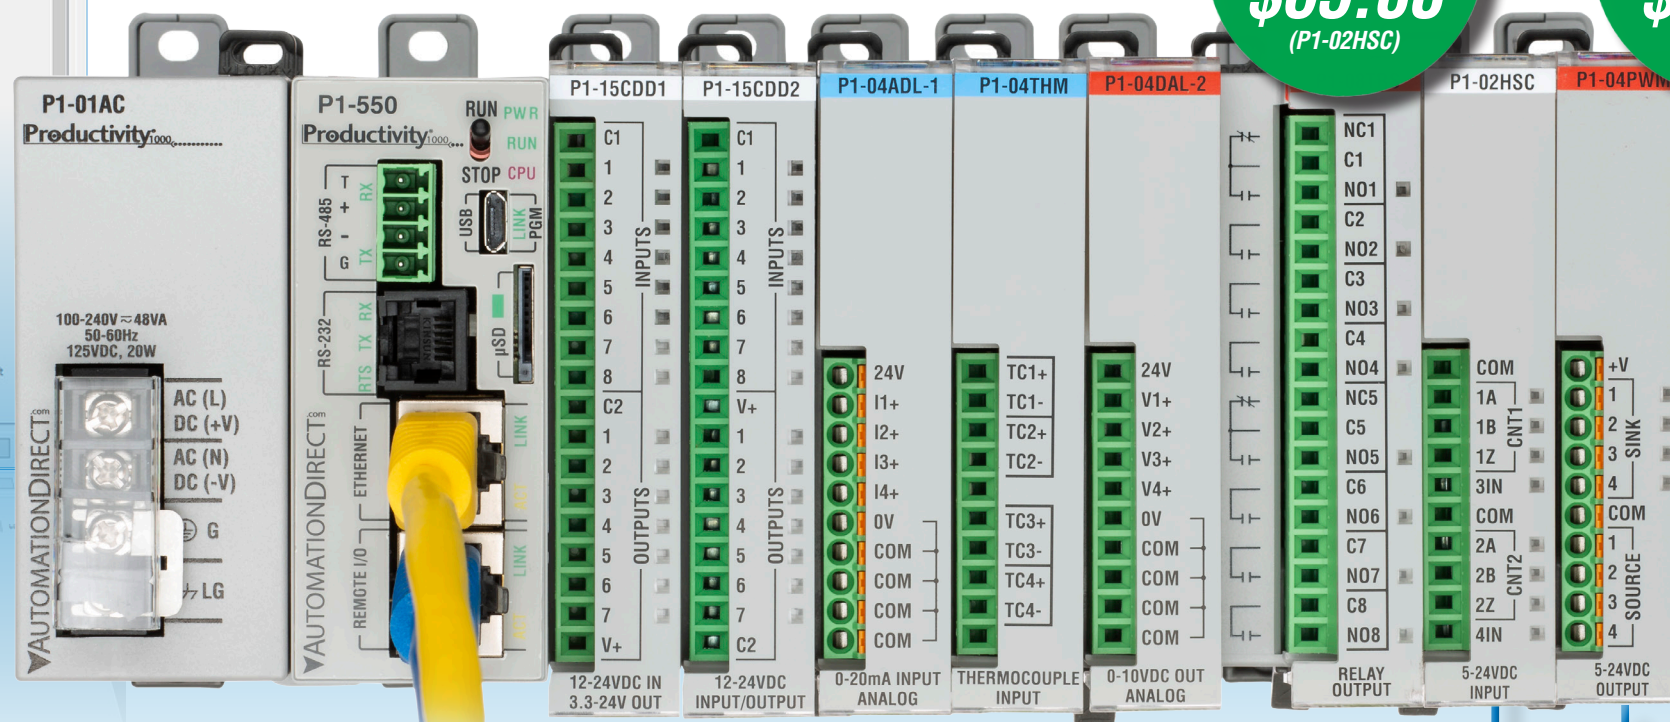 (P1-02HSC)
P1-01AC
Productivity1000
100-240V ≂ 48VA
50-60Hz
125VDC, 20W
AC (L)
DC (+V)
AC (N)
DC (-V)
G
LG
AUTOMATIONDIRECT.com
P1-550
Productivity1000
RUN PWR
RUN
STOP CPU
RS-485
T RX
+
-
G TX
USB
LINK
PGM
RS-232
RTS TX RX
µSD
ETHERNET
LINK
ACT
REMOTE I/O
LINK
ACT
AUTOMATIONDIRECT.com
P1-15CDD1
C1
1
2
3
4
5
6
7
8
INPUTS
C2
1
2
3
4
5
6
7
V+
OUTPUTS
12-24VDC IN
3.3-24V OUT
P1-15CDD2
C1
1
2
3
4
5
6
7
8
INPUTS
V+
1
2
3
4
5
6
7
C2
OUTPUTS
12-24VDC
INPUT/OUTPUT
P1-04ADL-1
24V
I1+
I2+
I3+
I4+
0V
COM
COM
COM
COM
0-20mA INPUT
ANALOG
P1-04THM
TC1+
TC1-
TC2+
TC2-
TC3+
TC3-
TC4+
TC4-
THERMOCOUPLE
INPUT
P1-04DAL-2
24V
V1+
V2+
V3+
V4+
0V
COM
COM
COM
COM
0-10VDC OUT
ANALOG
NC1
C1
NO1
C2
NO2
C3
NO3
C4
NO4
NC5
C5
NO5
C6
NO6
C7
NO7
C8
NO8
RELAY
OUTPUT
P1-02HSC
COM
1A
1B
1Z
CNT1
3IN
COM
2A
2B
2Z
CNT2
4IN
5-24VDC
INPUT
P1-04PWM
+V
1
2
3
4
SINK
COM
1
2
3
4
SOURCE
5-24VDC
OUTPUT